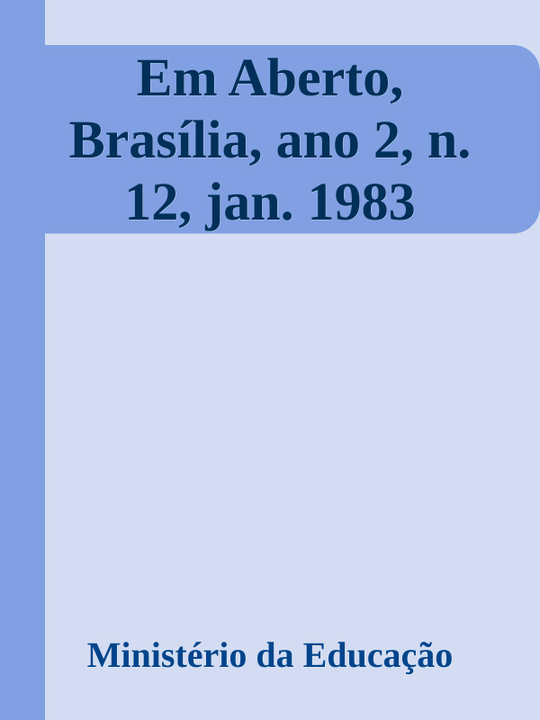 Em Aberto,
Brasília, ano 2, n.
12, jan. 1983
Ministério da Educação